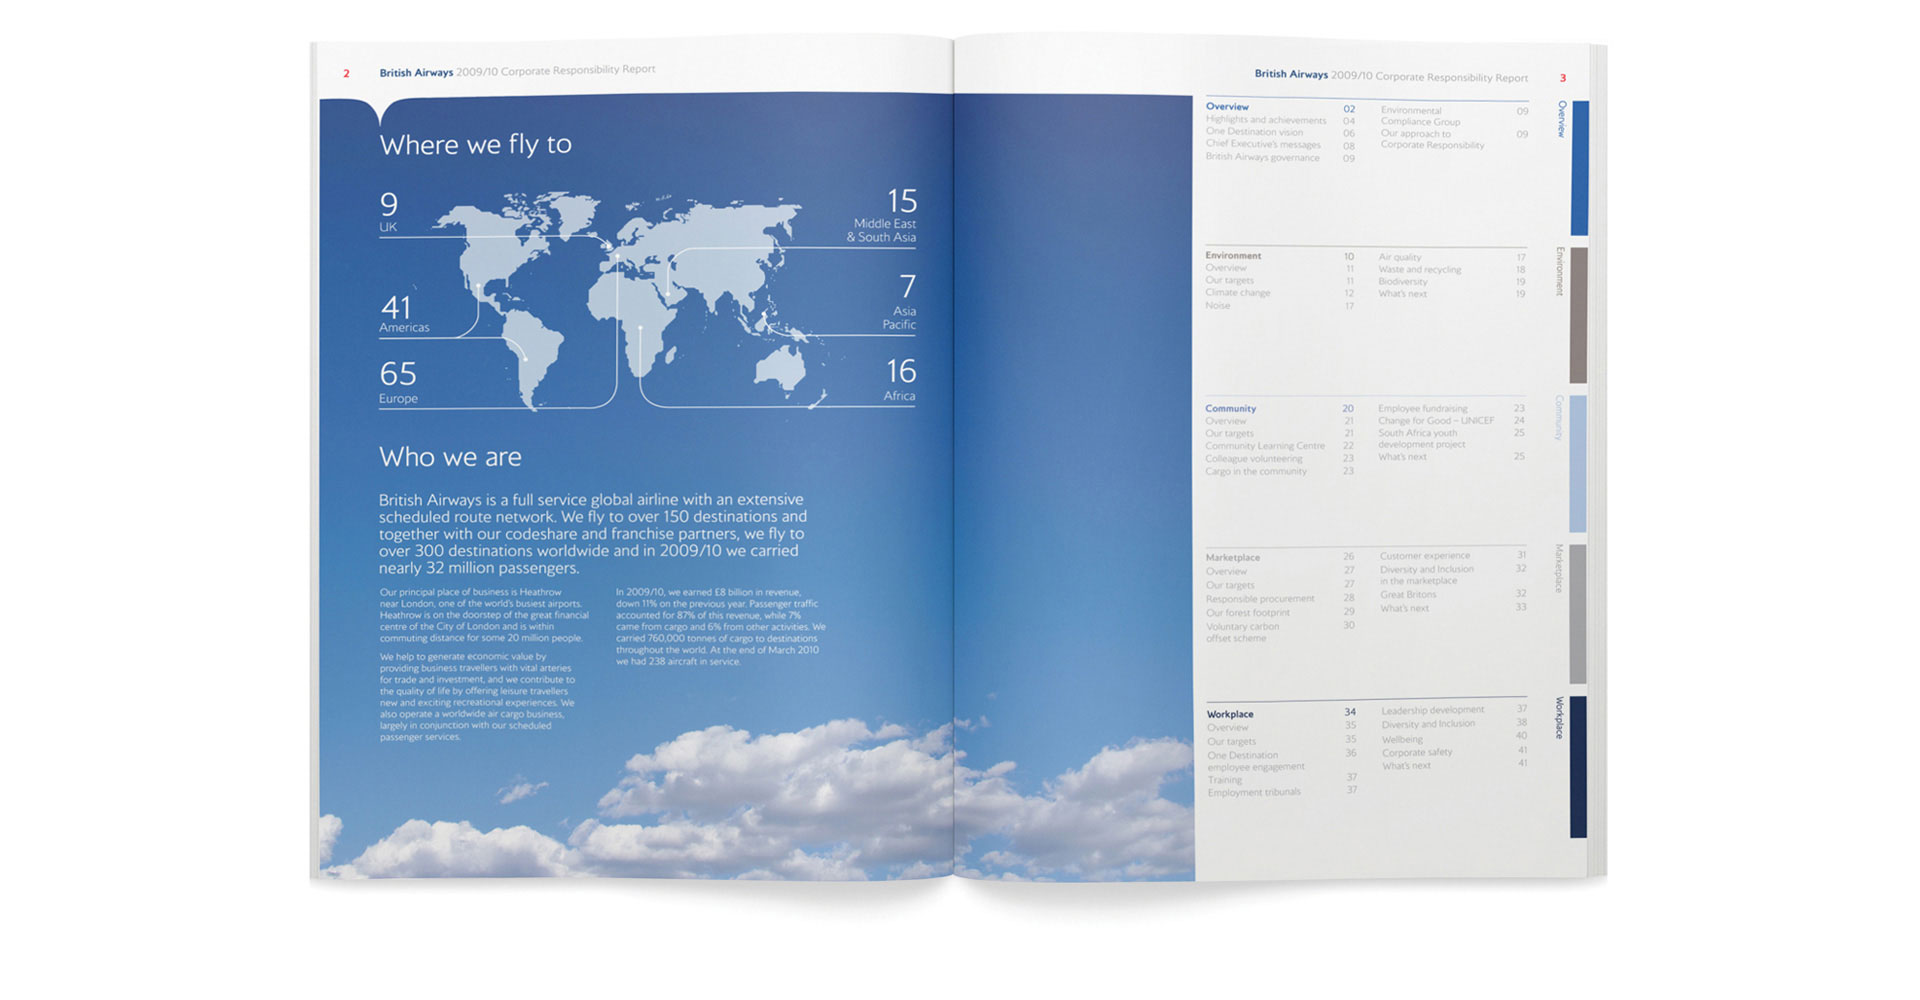 2 British Airways 2009/10 Corporate Responsibility Report
Where we fly to
9
UK
41
Americas
65
Europe
15
Middle East
& South Asia
7
Asia
Pacific
16
Africa
Who we are
British Airways is a full service global airline with an extensive
scheduled route network. We fly to over 150 destinations and
together with our codeshare and franchise partners, we fly to
over 300 destinations worldwide and in 2009/10 we carried
nearly 32 million passengers.
Our principal place of business is Heathrow
near London, one of the world's busiest airports.
Heathrow is on the doorstep of the great financial
centre of the City of London and is within
commuting distance for some 20 million people.
We help to generate economic value by
providing business travellers with vital arteries
for trade and investment, and we contribute to
the quality of life by offering leisure travellers
new and exciting recreational experiences. We
also operate a worldwide air cargo business,
largely in conjunction with our scheduled
passenger services.
In 2009/10, we earned £8 billion in revenue,
down 11% on the previous year. Passenger traffic
accounted for 87% of this revenue, while 7%
came from cargo and 6% from other activities. We
carried 760,000 tonnes of cargo to destinations
throughout the world. At the end of March 2010
we had 238 aircraft in service.
British Airways 2009/10 Corporate Responsibility Report 3
Overview 02
Highlights and achievements 04
One Destination vision 06
Chief Executive's messages 08
British Airways governance 09
Environmental 09
Compliance Group
Our approach to 09
Corporate Responsibility
Overview
Environment 10
Overview 11
Our targets 11
Climate change 12
Noise 17
Air quality 17
Waste and recycling 18
Biodiversity 19
What's next 19
Environment
Community 20
Overview 21
Our targets 21
Community Learning Centre 22
Colleague volunteering 23
Cargo in the community 23
Employee fundraising 23
Change for Good – UNICEF 24
South Africa youth 25
development project
What's next 25
Community
Marketplace 26
Overview 27
Our targets 27
Responsible procurement 28
Our forest footprint 29
Voluntary carbon 30
offset scheme
Customer experience 31
Diversity and Inclusion 32
in the marketplace
Great Britons 32
What's next 33
Marketplace
Workplace 34
Overview 35
Our targets 35
One Destination 36
employee engagement
Training 37
Employment tribunals 37
Leadership development 37
Diversity and Inclusion 38
Wellbeing 40
Corporate safety 41
What's next 41
Workplace